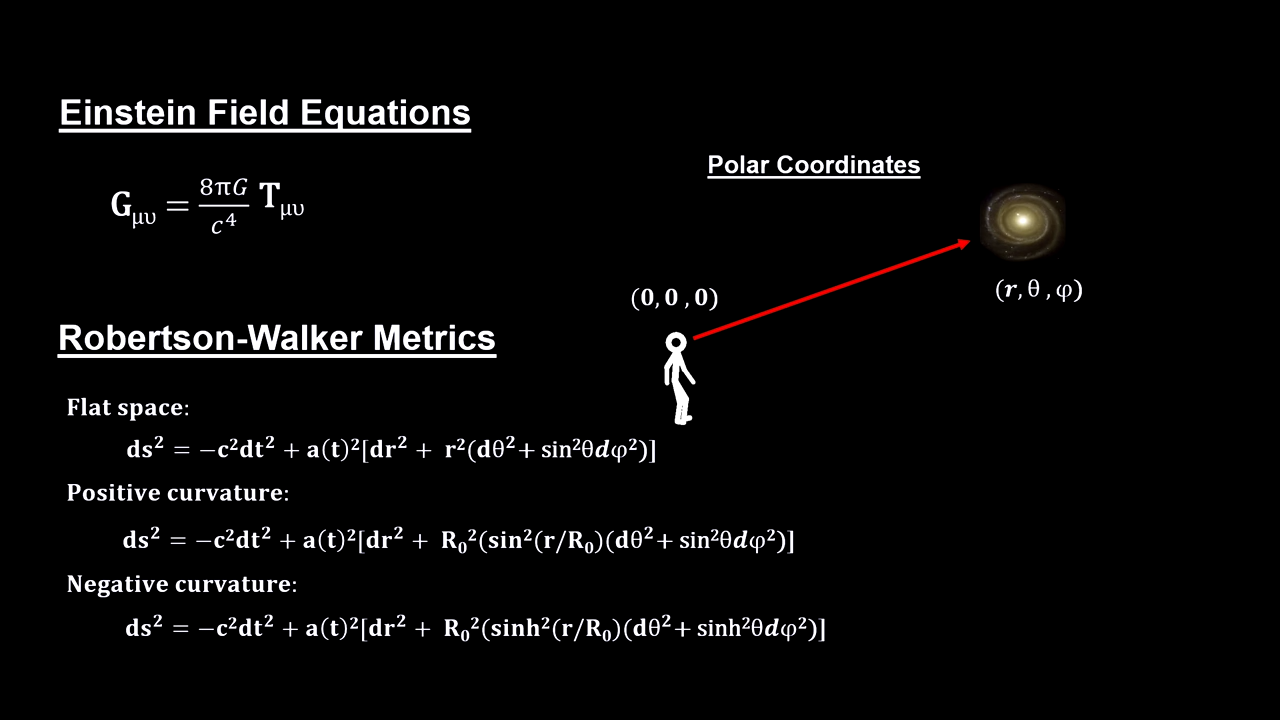 Einstein Field Equations
Polar Coordinates
G_μυ = 8πG/c⁴ T_μυ
(0, 0 , 0)
(r, θ , φ)
Robertson-Walker Metrics
Flat space:
ds² = −c²dt² + a(t)²[dr² + r²(dθ² + sin²θdφ²)]
Positive curvature:
ds² = −c²dt² + a(t)²[dr² + R₀²(sin²(r/R₀)(dθ² + sin²θdφ²)]
Negative curvature:
ds² = −c²dt² + a(t)²[dr² + R₀²(sinh²(r/R₀)(dθ² + sinh²θdφ²)]